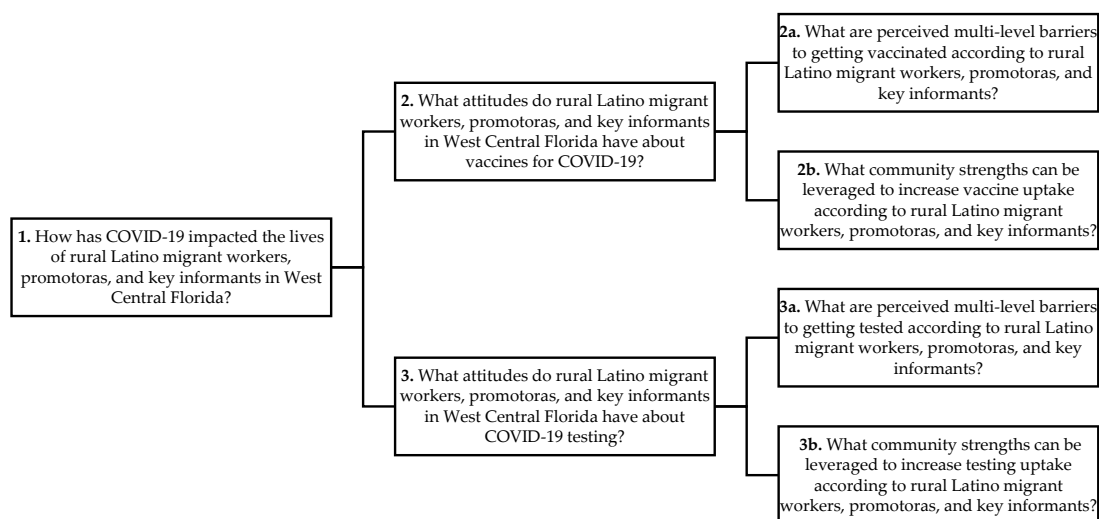 1. How has COVID-19 impacted the lives
of rural Latino migrant workers,
promotoras, and key informants in West
Central Florida?
2. What attitudes do rural Latino migrant
workers, promotoras, and key informants
in West Central Florida have about
vaccines for COVID-19?
2a. What are perceived multi-level barriers
to getting vaccinated according to rural
Latino migrant workers, promotoras, and
key informants?
2b. What community strengths can be
leveraged to increase vaccine uptake
according to rural Latino migrant
workers, promotoras, and key informants?
3. What attitudes do rural Latino migrant
workers, promotoras, and key informants
in West Central Florida have about
COVID-19 testing?
3a. What are perceived multi-level barriers
to getting tested according to rural Latino
migrant workers, promotoras, and key
informants?
3b. What community strengths can be
leveraged to increase testing uptake
according to rural Latino migrant
workers, promotoras, and key informants?